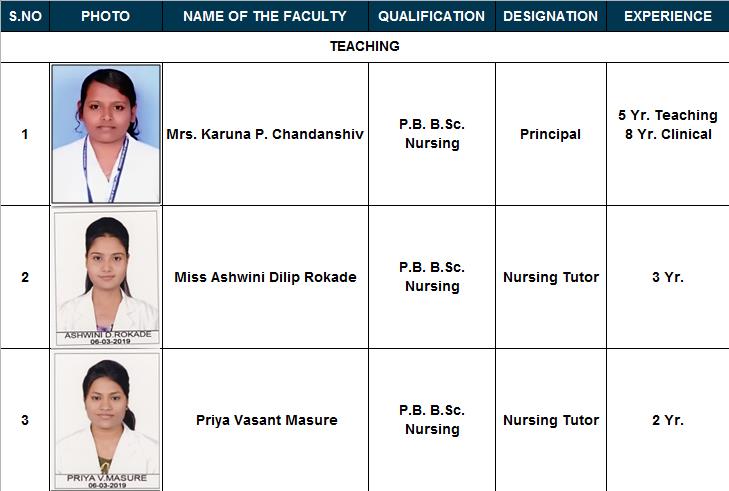 S.NO PHOTO NAME OF THE FACULTY QUALIFICATION DESIGNATION EXPERIENCE
TEACHING
1 Mrs. Karuna P. Chandanshiv P.B. B.Sc. Nursing Principal 5 Yr. Teaching 8 Yr. Clinical
2 Miss Ashwini Dilip Rokade P.B. B.Sc. Nursing Nursing Tutor 3 Yr.
ASHWINI D.ROKADE
06-03-2019
3 Priya Vasant Masure P.B. B.Sc. Nursing Nursing Tutor 2 Yr.
PRIYA V.MASURE
06-03-2019